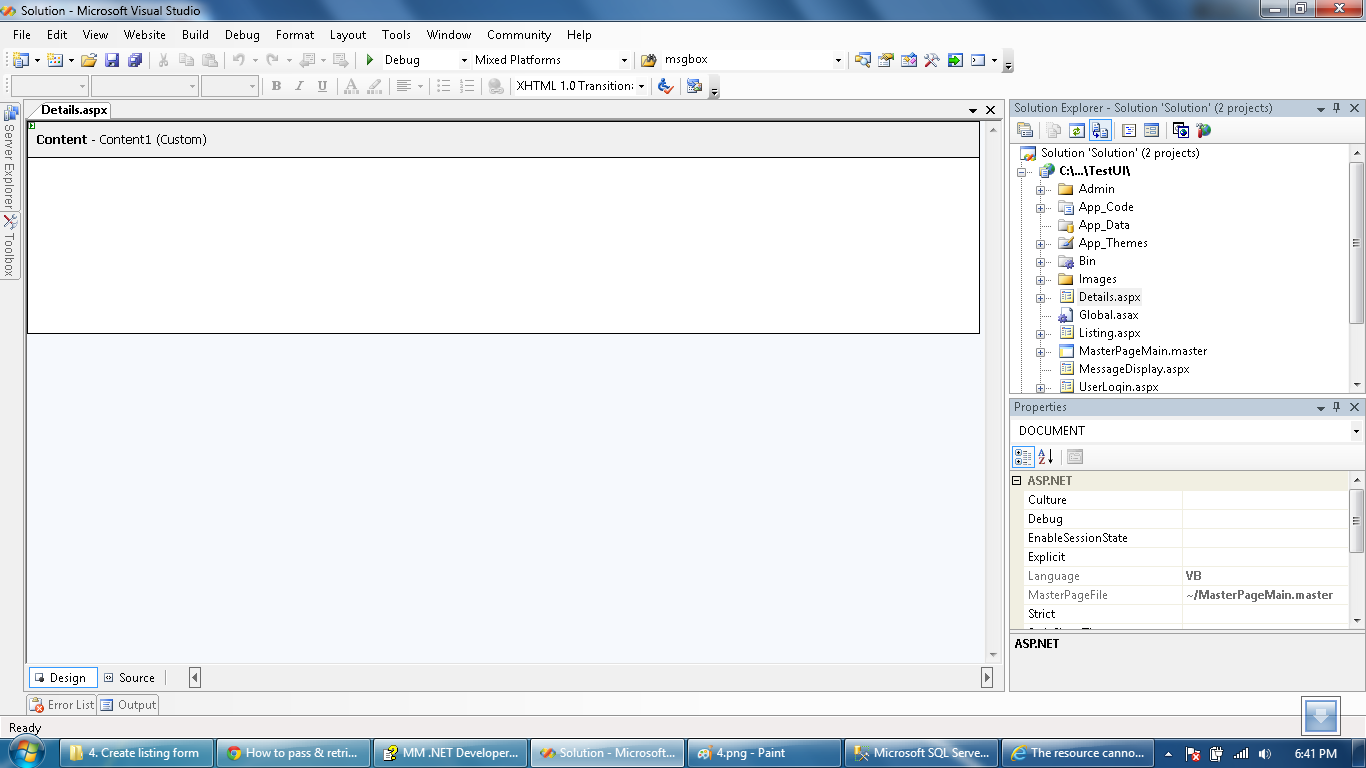 Solution - Microsoft Visual Studio
File Edit View Website Build Debug Format Layout Tools Window Community Help
Debug Mixed Platforms msgbox
B I U A XHTML 1.0 Transition:
Server Explorer
Toolbox
Details.aspx
Content - Content1 (Custom)
Design Source
Error List Output
Ready
Solution Explorer - Solution 'Solution' (2 projects)
Solution 'Solution' (2 projects)
C:\...\TestUI\
Admin
App_Code
App_Data
App_Themes
Bin
Images
Details.aspx
Global.asax
Listing.aspx
MasterPageMain.master
MessageDisplay.aspx
UserLogin.aspx
Properties
DOCUMENT
ASP.NET
Culture
Debug
EnableSessionState
Explicit
Language VB
MasterPageFile ~/MasterPageMain.master
Strict
ASP.NET
4. Create listing form How to pass & retri... MM .NET Developer... Solution - Microsoft... 4.png - Paint Microsoft SQL Serve... The resource canno... 6:41 PM